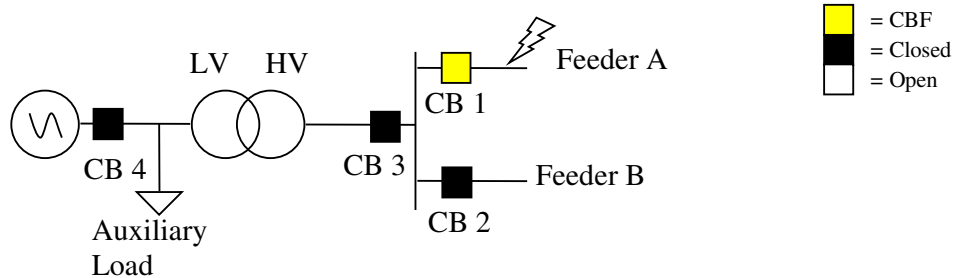 = CBF
= Closed
= Open
LV HV
Feeder A
CB 1
CB 4
CB 3
Feeder B
CB 2
Auxiliary
Load